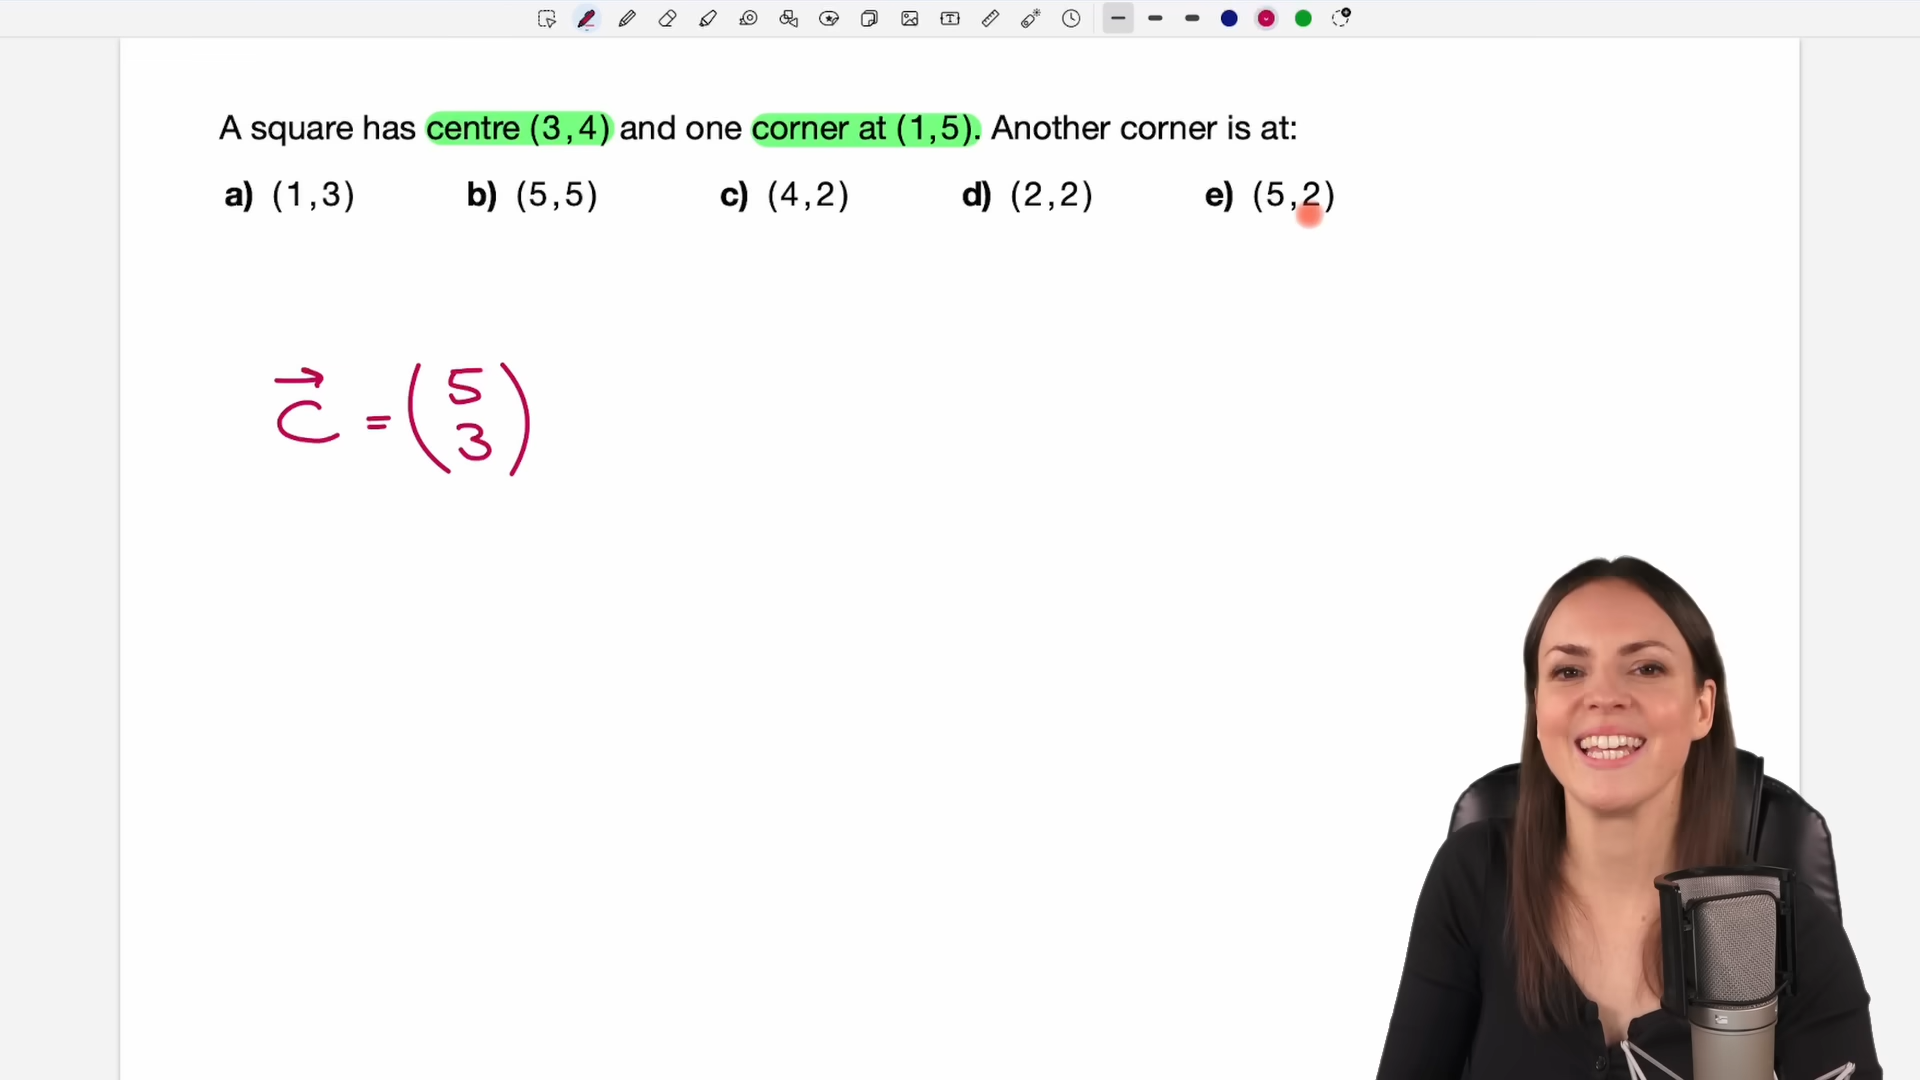 A square has centre (3,4) and one corner at (1,5). Another corner is at:
a) (1,3) b) (5,5) c) (4,2) d) (2,2) e) (5,2)
C⃗ = (5
3)